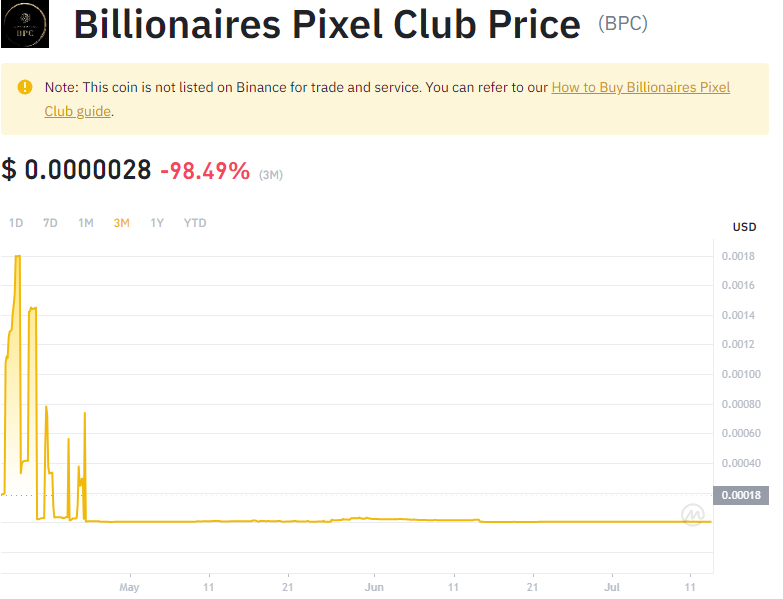 BPC
Billionaires Pixel Club Price (BPC)
Note: This coin is not listed on Binance for trade and service. You can refer to our How to Buy Billionaires Pixel
Club guide.
$ 0.0000028 -98.49% (3M)
1D 7D 1M 3M 1Y YTD
USD
0.0018
0.0016
0.0014
0.0012
0.00100
0.00080
0.00060
0.00040
0.00018
May 11 21 Jun 11 21 Jul 11